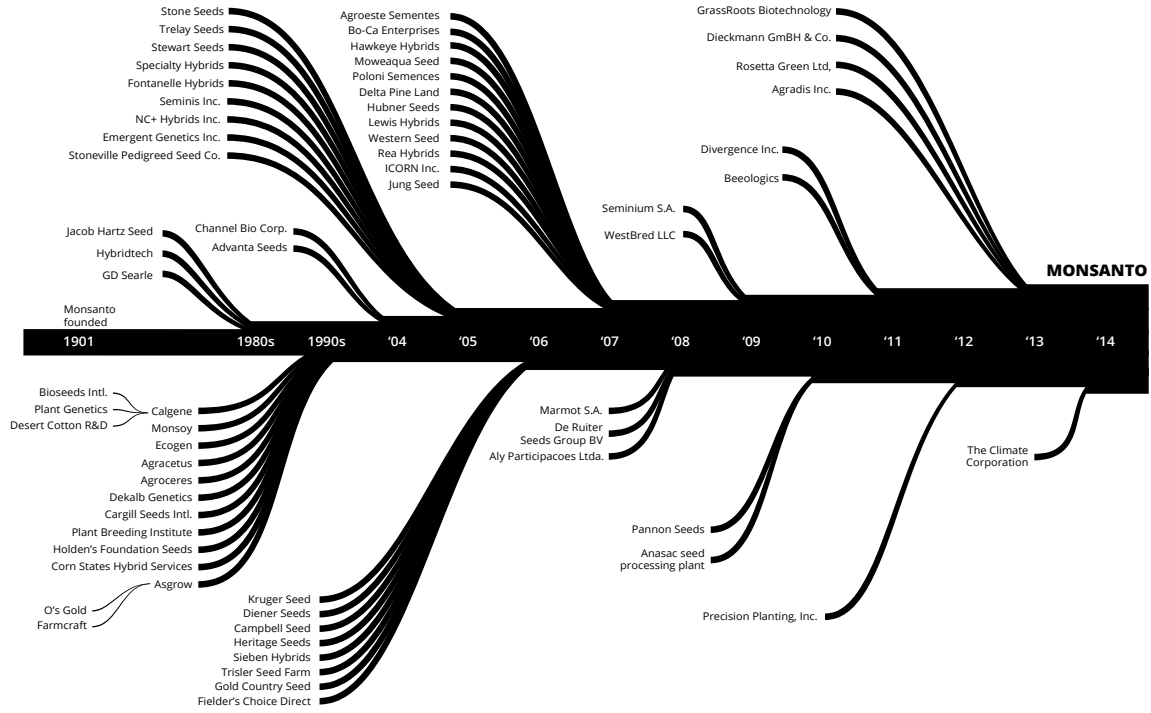 Stone Seeds
Trelay Seeds
Stewart Seeds
Specialty Hybrids
Fontanelle Hybrids
Seminis Inc.
NC+ Hybrids Inc.
Emergent Genetics Inc.
Stoneville Pedigreed Seed Co.
Agroeste Sementes
Bo-Ca Enterprises
Hawkeye Hybrids
Moweaqua Seed
Poloni Semences
Delta Pine Land
Hubner Seeds
Lewis Hybrids
Western Seed
Rea Hybrids
ICORN Inc.
Jung Seed
GrassRoots Biotechnology
Dieckmann GmBH & Co.
Rosetta Green Ltd,
Agradis Inc.
Divergence Inc.
Beeologics
Seminium S.A.
WestBred LLC
Jacob Hartz Seed
Hybridtech
GD Searle
Channel Bio Corp.
Advanta Seeds
MONSANTO
Monsanto
founded
1901
1980s
1990s
‘04
‘05
‘06
‘07
‘08
‘09
‘10
‘11
‘12
‘13
‘14
Bioseeds Intl.
Plant Genetics
Desert Cotton R&D
Calgene
Monsoy
Ecogen
Agracetus
Agroceres
Dekalb Genetics
Cargill Seeds Intl.
Plant Breeding Institute
Holden’s Foundation Seeds
Corn States Hybrid Services
Asgrow
O’s Gold
Farmcraft
Kruger Seed
Diener Seeds
Campbell Seed
Heritage Seeds
Sieben Hybrids
Trisler Seed Farm
Gold Country Seed
Fielder’s Choice Direct
Marmot S.A.
De Ruiter
Seeds Group BV
Aly Participacoes Ltda.
Pannon Seeds
Anasac seed
processing plant
Precision Planting, Inc.
The Climate
Corporation